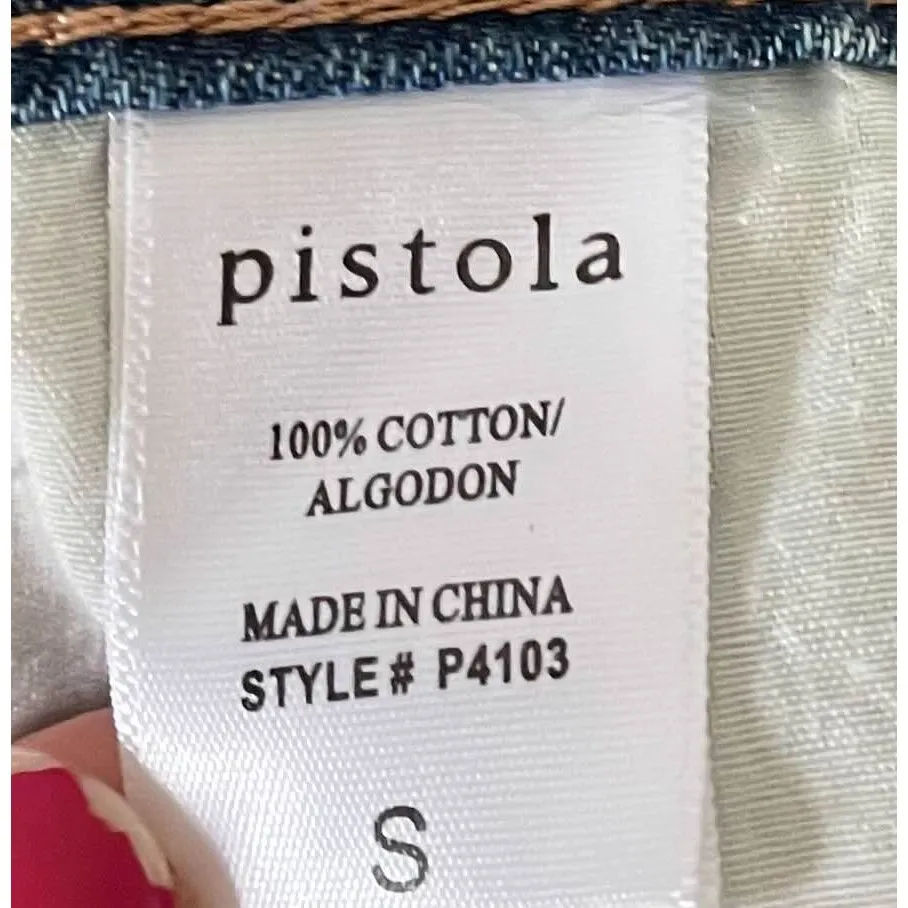 pistola
100% COTTON/
ALGODON
MADE IN CHINA
STYLE# P4103
S